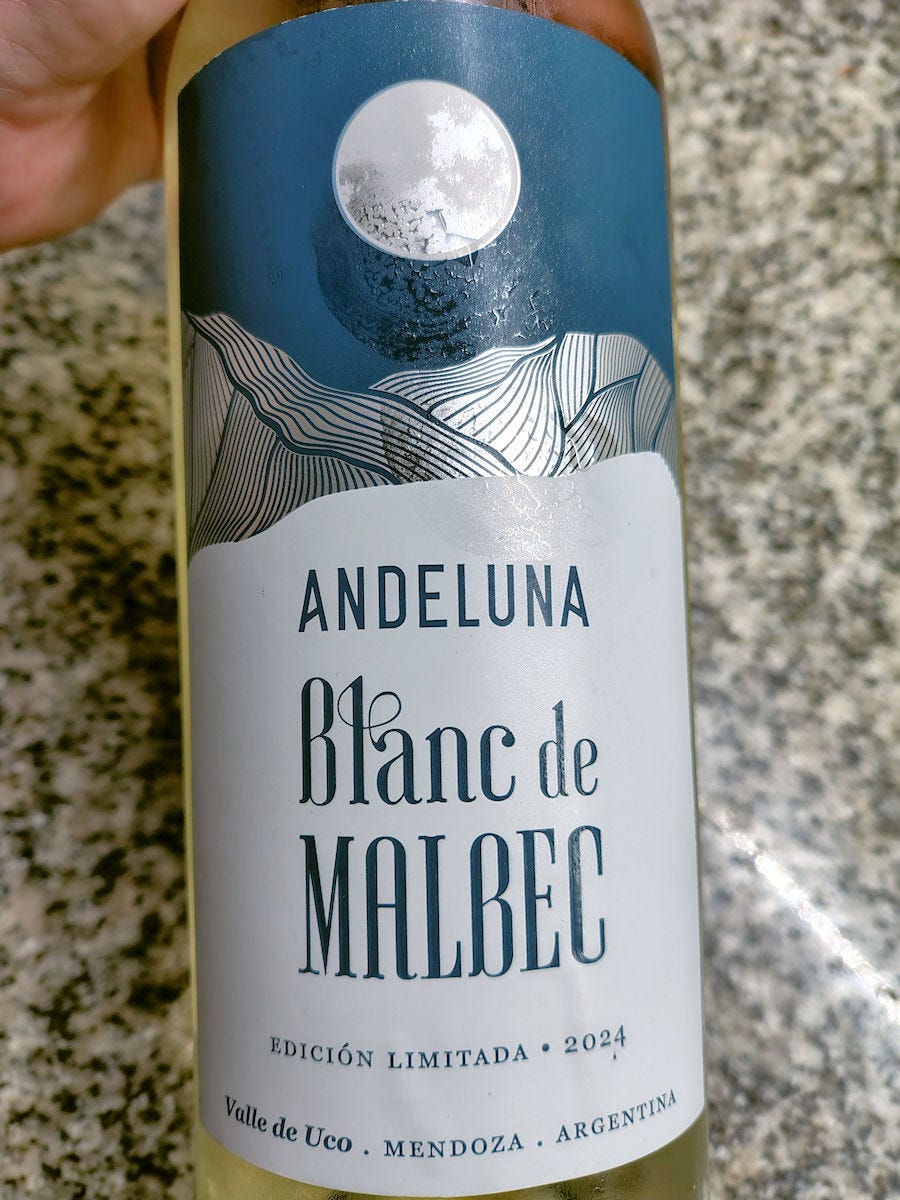 ANDELUNA
Blanc de
MALBEC
EDICIÓN LIMITADA • 2024
Valle de Uco . MENDOZA . ARGENTINA